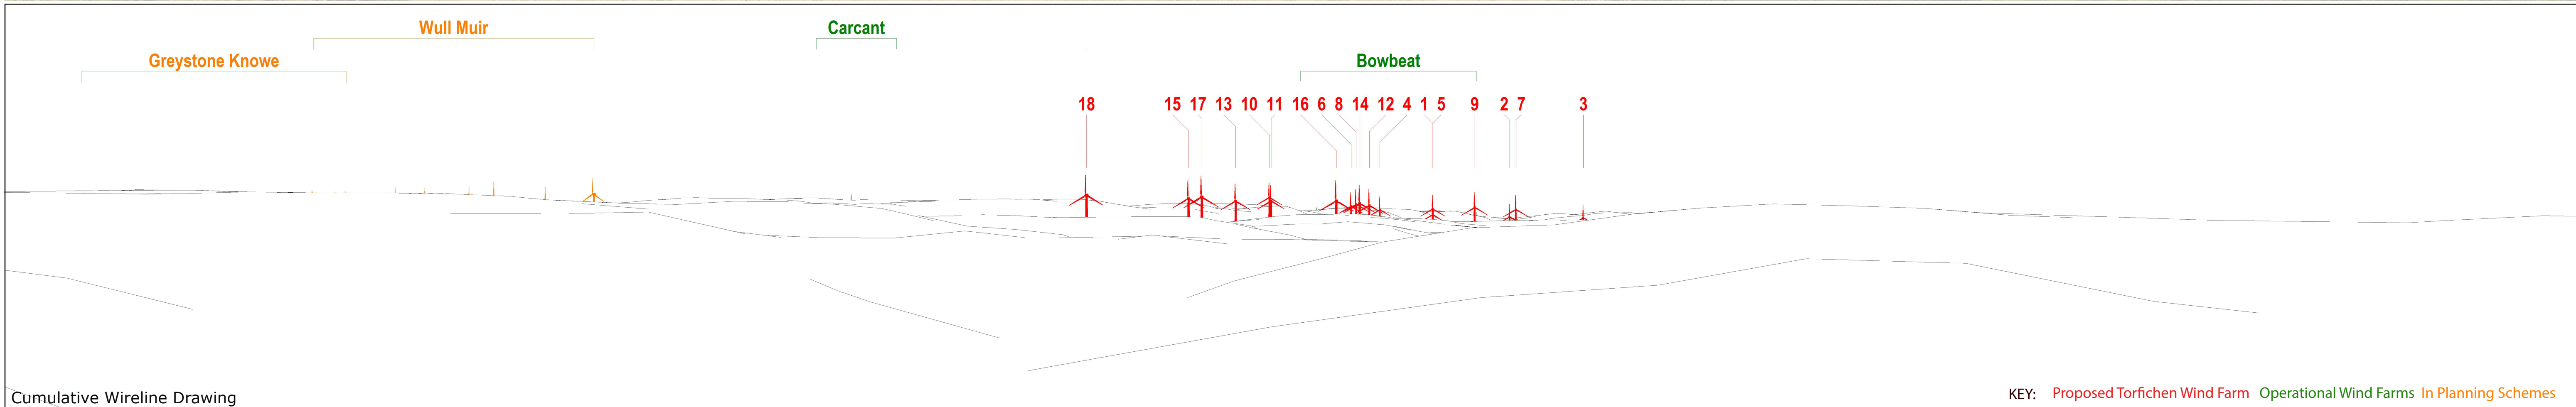 Wull Muir Carcant
Greystone Knowe Bowbeat
18 15 17 13 10 11 16 6 8 14 12 4 1 5 9 2 7 3
Cumulative Wireline Drawing
KEY: Proposed Torfichen Wind Farm Operational Wind Farms In Planning Schemes